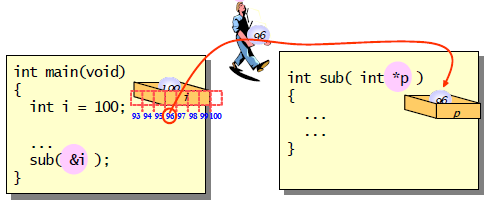 96
int main(void)
{
100
i
int i = 100;
93 94 95 96 97 98 99 100
...
sub( &i );
}
int sub( int *p )
{
96
p
...
...
}